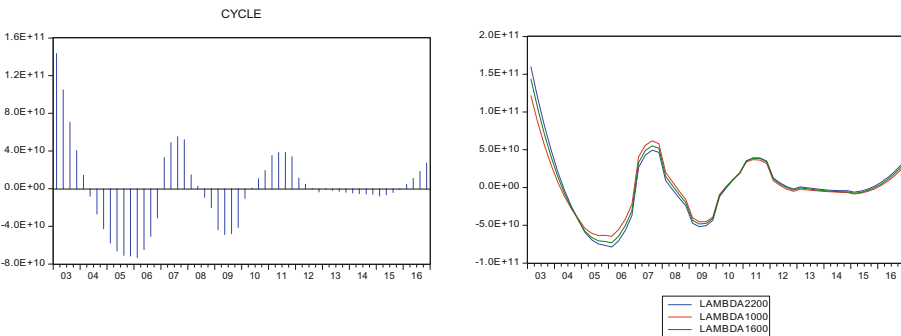 CYCLE
1.6E+11
1.2E+11
8.0E+10
4.0E+10
0.0E+00
-4.0E+10
-8.0E+10
03 04 05 06 07 08 09 10 11 12 13 14 15 16
2.0E+11
1.5E+11
1.0E+11
5.0E+10
0.0E+00
-5.0E+10
-1.0E+11
03 04 05 06 07 08 09 10 11 12 13 14 15 16
LAMBDA2200
LAMBDA1000
LAMBDA1600